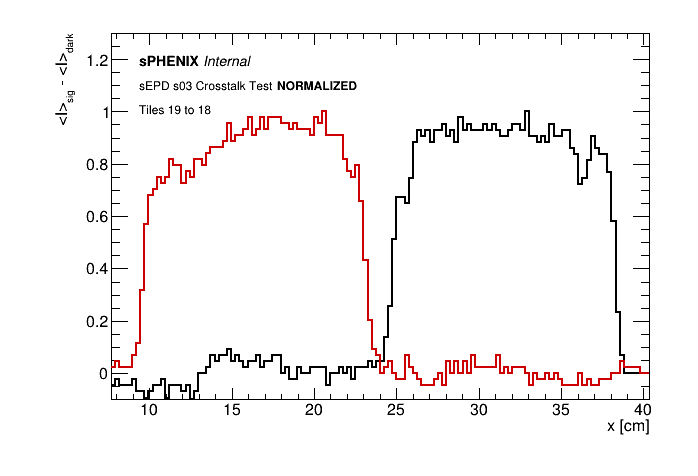 <I>sig - <I>dark
sPHENIX Internal
sEPD s03 Crosstalk Test NORMALIZED
Tiles 19 to 18
1.2
1
0.8
0.6
0.4
0.2
0
10 15 20 25 30 35 40
x [cm]